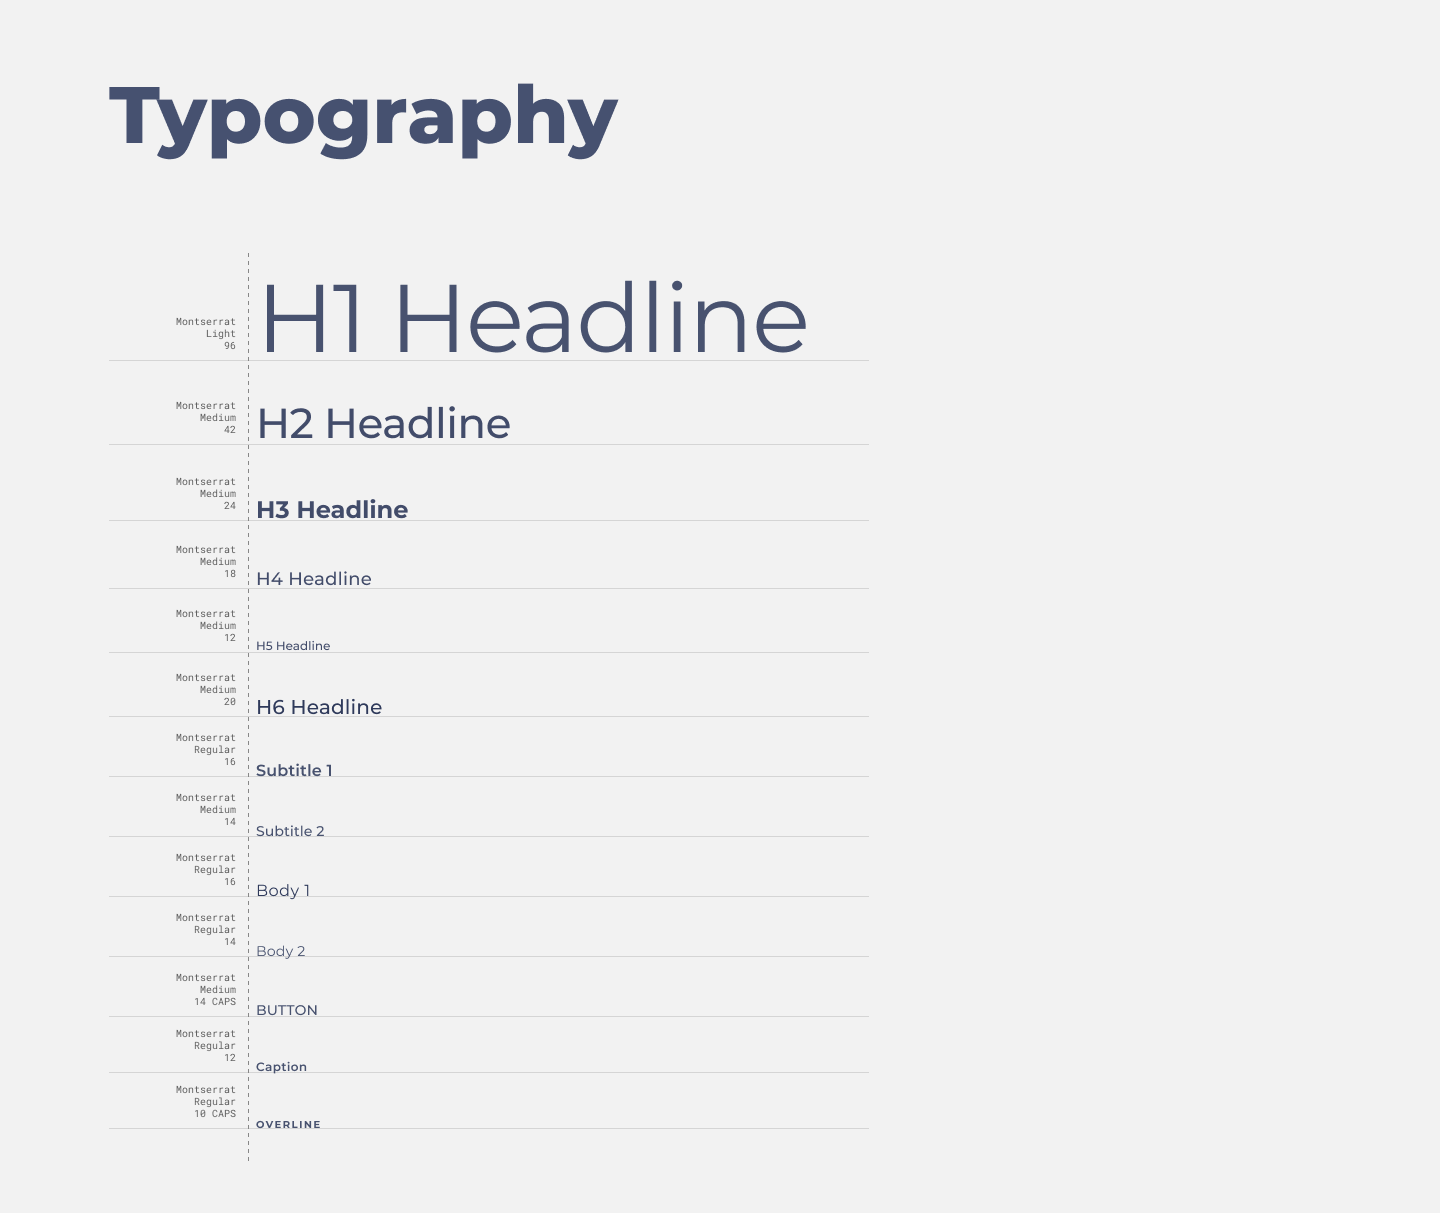 Typography
Montserrat
Light
96
H1 Headline
Montserrat
Medium
42
H2 Headline
Montserrat
Medium
24
H3 Headline
Montserrat
Medium
18
H4 Headline
Montserrat
Medium
12
H5 Headline
Montserrat
Medium
20
H6 Headline
Montserrat
Regular
16
Subtitle 1
Montserrat
Medium
14
Subtitle 2
Montserrat
Regular
16
Body 1
Montserrat
Regular
14
Body 2
Montserrat
Medium
14 CAPS
BUTTON
Montserrat
Regular
12
Caption
Montserrat
Regular
10 CAPS
OVERLINE